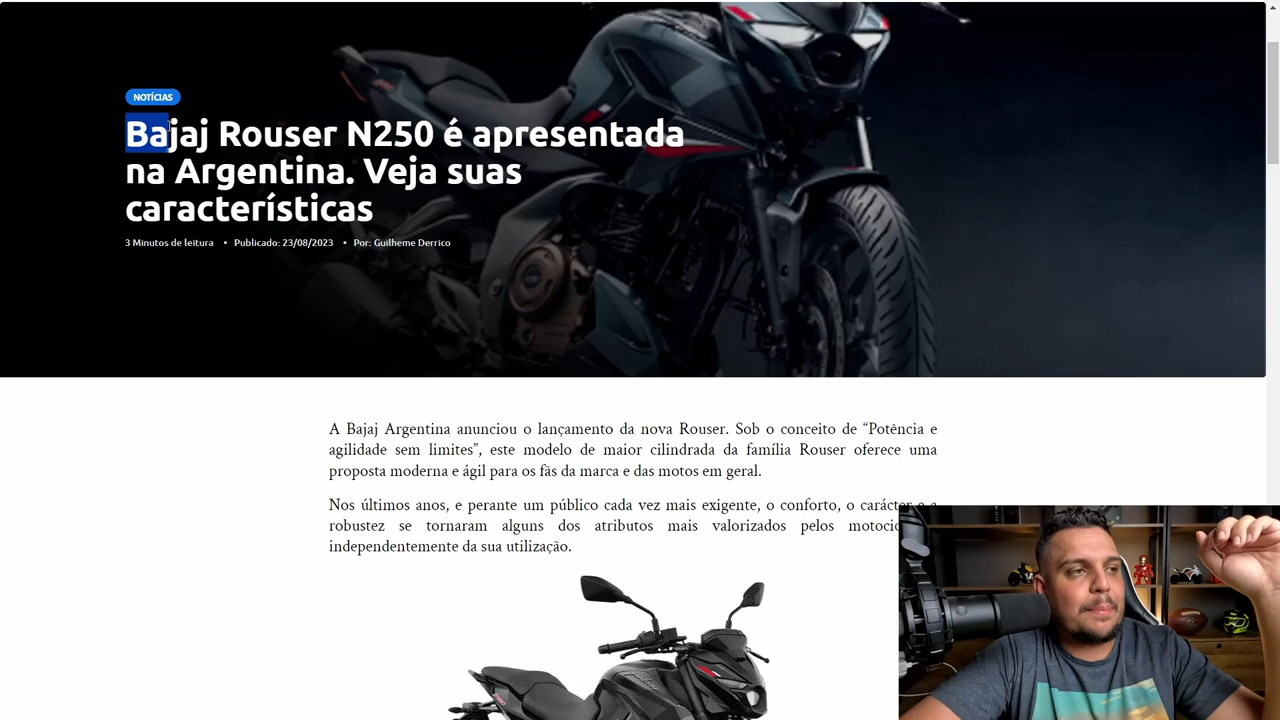 NOTÍCIAS
Bajaj Rouser N250 é apresentada
na Argentina. Veja suas
características
3 Minutos de leitura • Publicado: 23/08/2023 • Por: Guilheme Derrico
A Bajaj Argentina anunciou o lançamento da nova Rouser. Sob o conceito de “Potência e
agilidade sem limites”, este modelo de maior cilindrada da família Rouser oferece uma
proposta moderna e ágil para os fãs da marca e das motos em geral.
Nos últimos anos, e perante um público cada vez mais exigente, o conforto, o
robustez se tornaram alguns dos atributos mais valorizados pelos
independentemente da sua utilização.